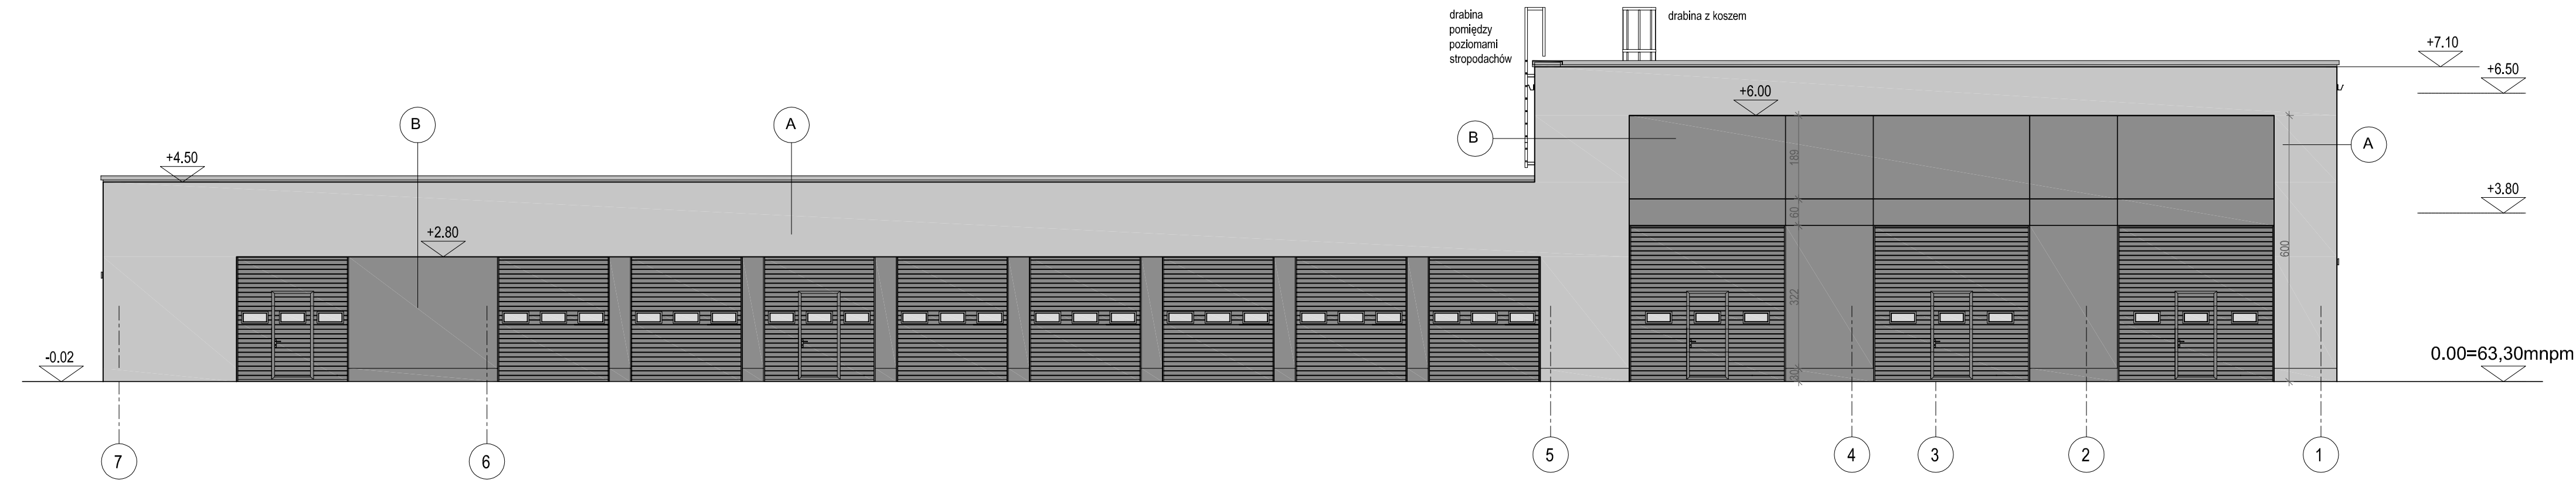 drabina
pomiędzy
poziomami
stropodachów
drabina z koszem
+7.10
+6.50
+6.00
B
A
B
A
+4.50
189
+3.80
60
+2.80
600
322
-0.02
0.00=63,30mnpm
30
7
6
5
4
3
2
1